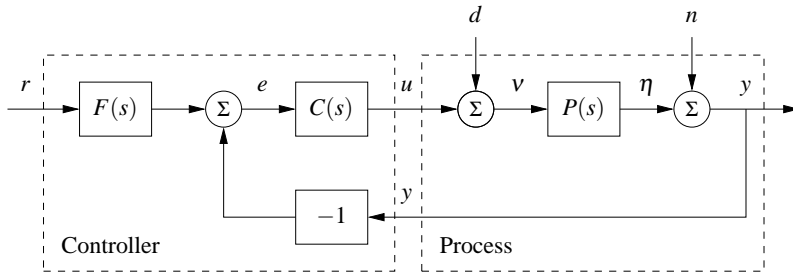 d n
r e u ν η y
F(s) Σ C(s) Σ P(s) Σ
y
−1
Controller Process